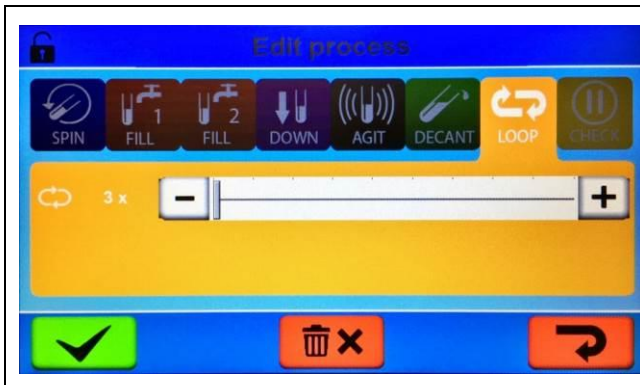 Edit process
SPIN
1
FILL
2
FILL
DOWN
AGIT
DECANT
LOOP
CHECK
3 x